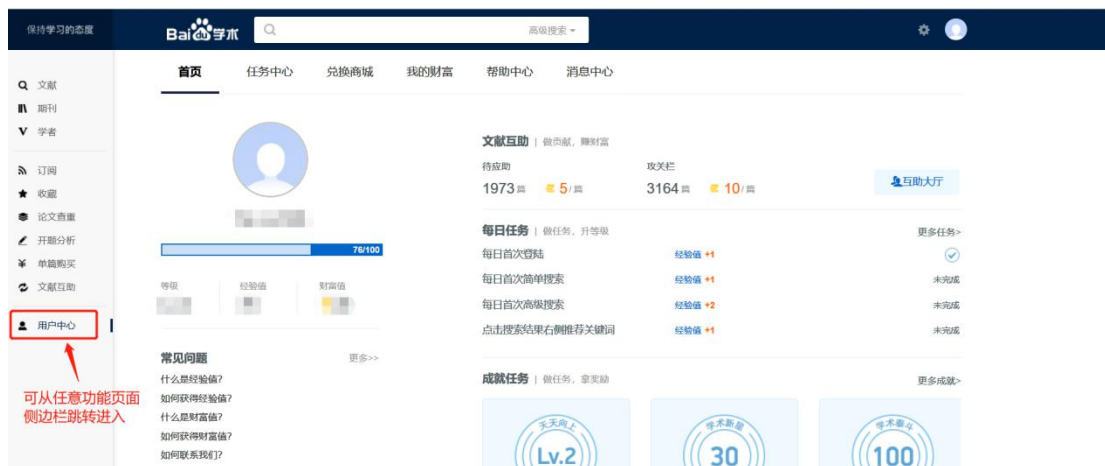 保持学习的态度
Baidu学术
高级搜索
首页 任务中心 兑换商城 我的财富 帮助中心 消息中心
文献
期刊
学者
订阅
收藏
论文查重
开题分析
单篇购买
文献互助
用户中心
可从任意功能页面
侧边栏跳转进入
76/100
等级 经验值 财富值
常见问题 更多>>
什么是经验值?
如何获得经验值?
什么是财富值?
如何获得财富值?
如何联系我们?
文献互助 | 做贡献，赚财富
待应助 攻关栏
1973篇 5/篇 3164篇 10/篇
互助大厅
每日任务 | 做任务，升等级 更多任务>
每日首次登陆 经验值 +1
每日首次简单搜索 经验值 +1 未完成
每日首次高级搜索 经验值 +2 未完成
点击搜索结果右侧推荐关键词 经验值 +1 未完成
成就任务 | 做任务，拿奖励 更多成就>
天天向上 学术新星 学术泰斗
Lv.2 30 100